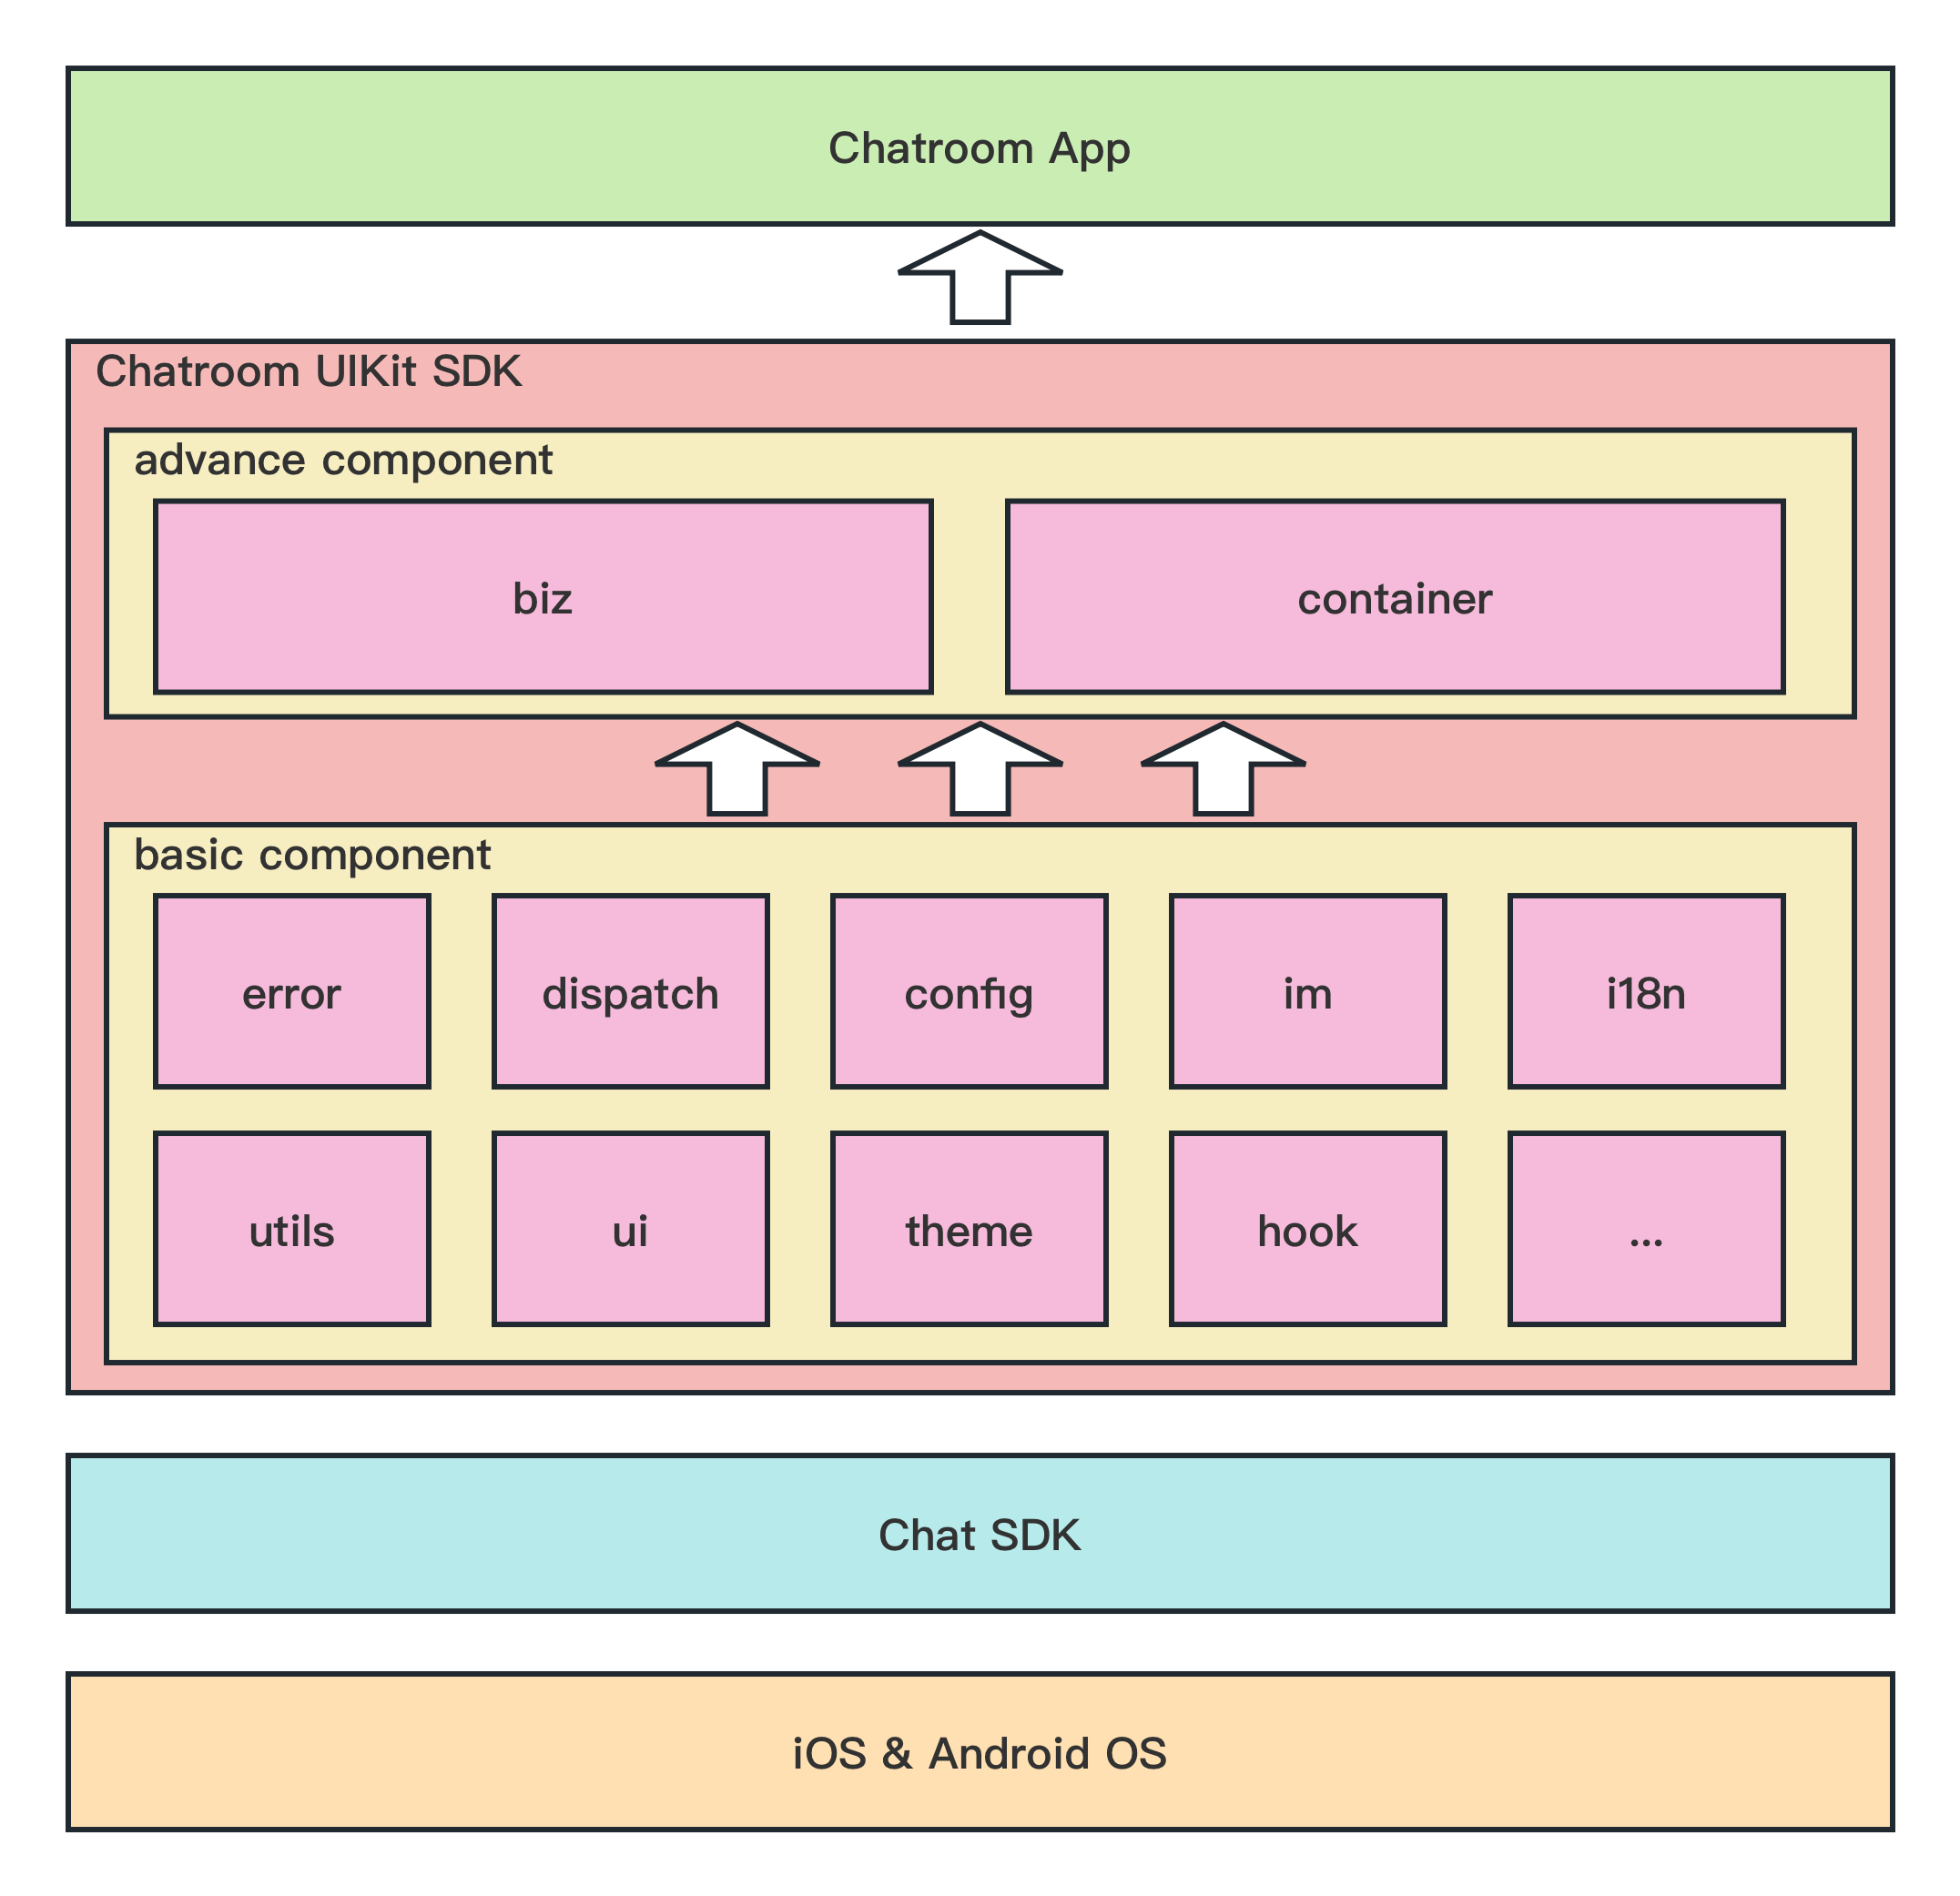 Chatroom App
Chatroom UIKit SDK
advance component
biz
container
basic component
error
dispatch
config
im
i18n
utils
ui
theme
hook
...
Chat SDK
iOS & Android OS